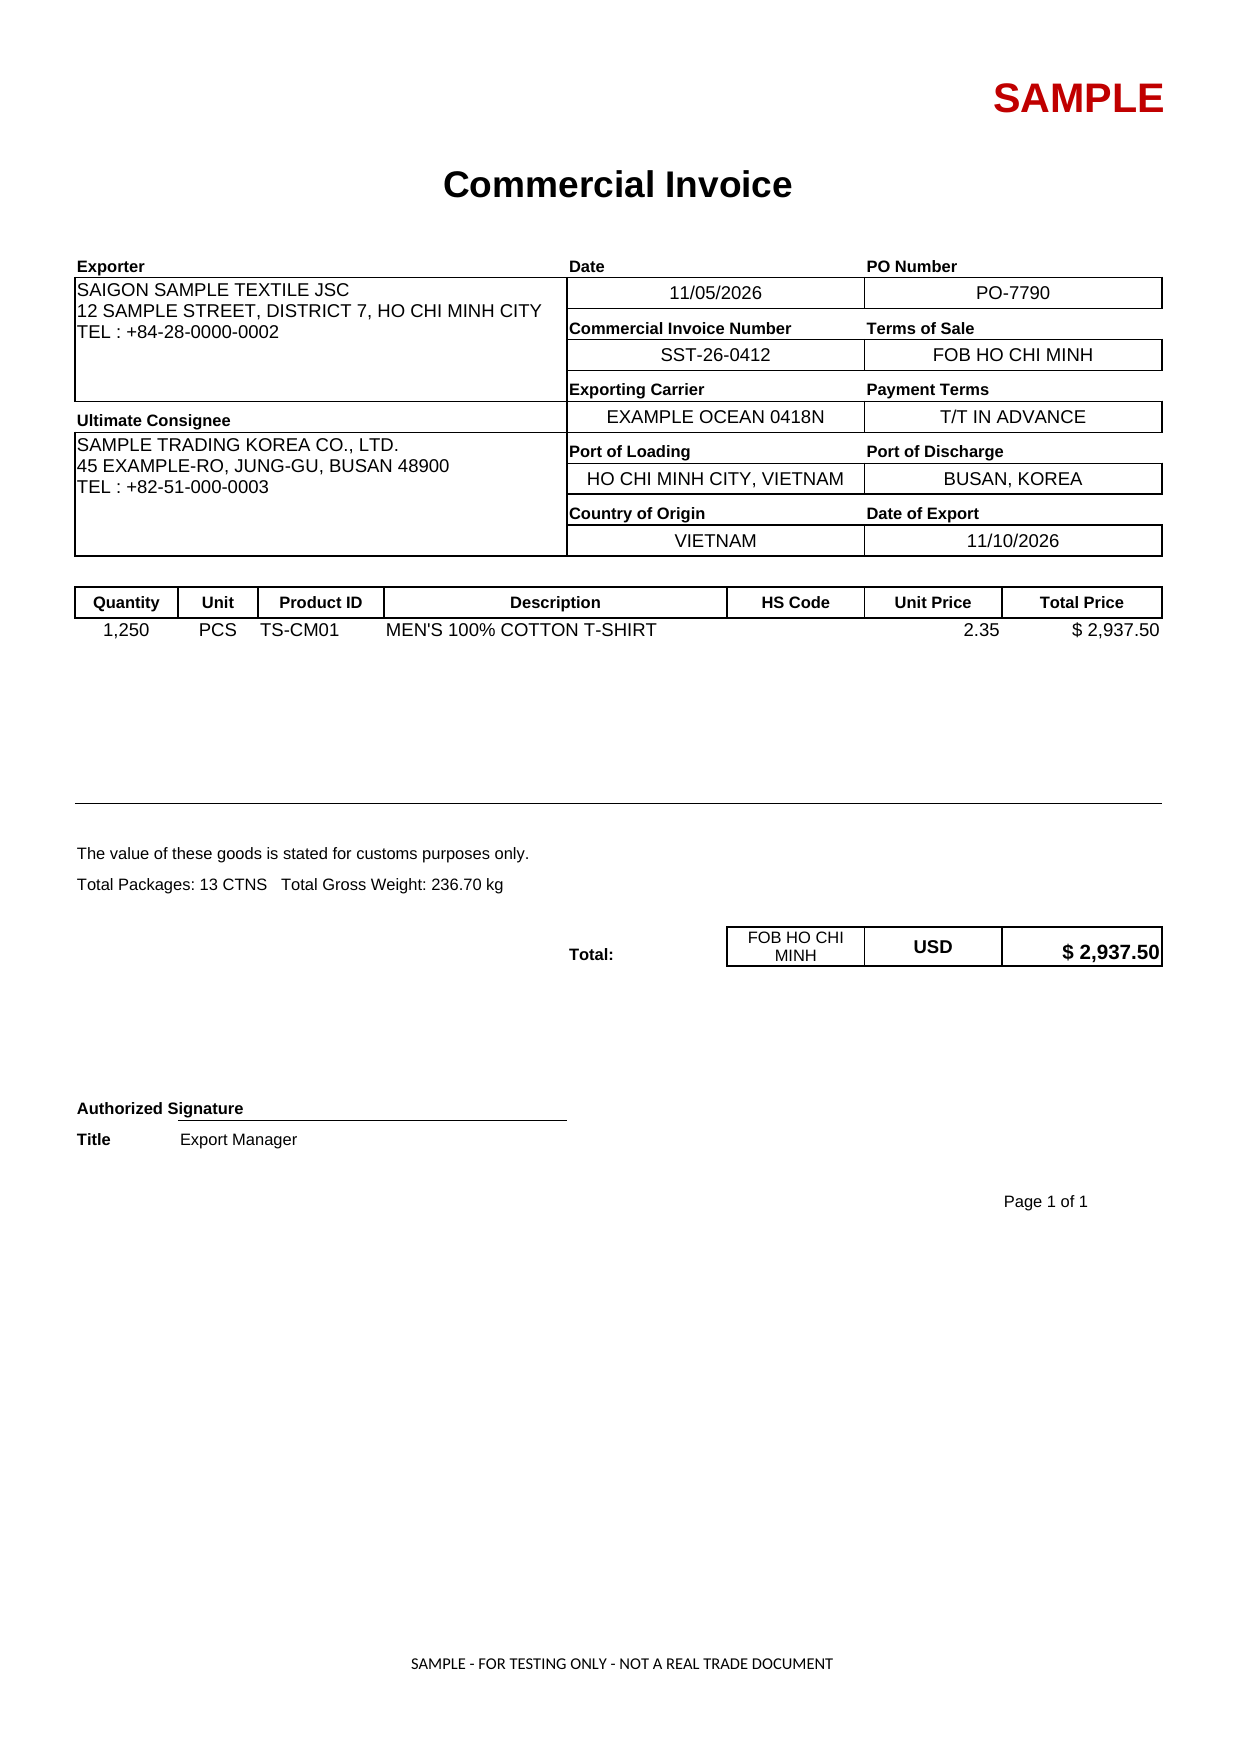 SAMPLE
Commercial Invoice
Exporter
SAIGON SAMPLE TEXTILE JSC
12 SAMPLE STREET, DISTRICT 7, HO CHI MINH CITY
TEL : +84-28-0000-0002
Ultimate Consignee
SAMPLE TRADING KOREA CO., LTD.
45 EXAMPLE-RO, JUNG-GU, BUSAN 48900
TEL : +82-51-000-0003
Date PO Number
11/05/2026 PO-7790
Commercial Invoice Number Terms of Sale
SST-26-0412 FOB HO CHI MINH
Exporting Carrier Payment Terms
EXAMPLE OCEAN 0418N T/T IN ADVANCE
Port of Loading Port of Discharge
HO CHI MINH CITY, VIETNAM BUSAN, KOREA
Country of Origin Date of Export
VIETNAM 11/10/2026
Quantity Unit Product ID Description HS Code Unit Price Total Price
1,250 PCS TS-CM01 MEN'S 100% COTTON T-SHIRT 2.35 $ 2,937.50
The value of these goods is stated for customs purposes only.
Total Packages: 13 CTNS Total Gross Weight: 236.70 kg
Total: FOB HO CHI MINH USD $ 2,937.50
Authorized Signature
Title Export Manager
Page 1 of 1
SAMPLE - FOR TESTING ONLY - NOT A REAL TRADE DOCUMENT